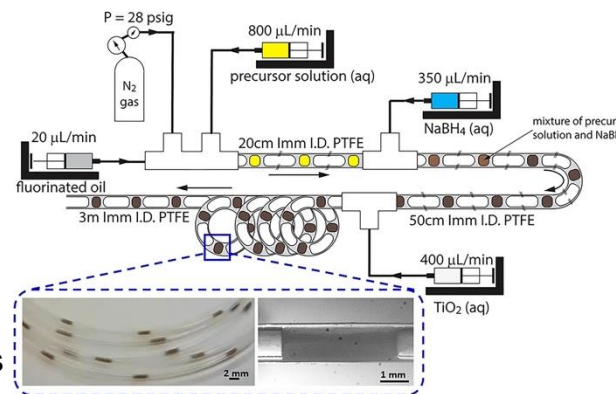 P = 28 psig
N2
gas
800 µL/min
precursor solution (aq)
350 µL/min
NaBH4 (aq)
mixture of precur
solution and NaB
20 µL/min
fluorinated oil
20cm 1mm I.D. PTFE
3m 1mm I.D. PTFE
50cm 1mm I.D. PTFE
400 µL/min
TiO2 (aq)
s
2 mm
1 mm